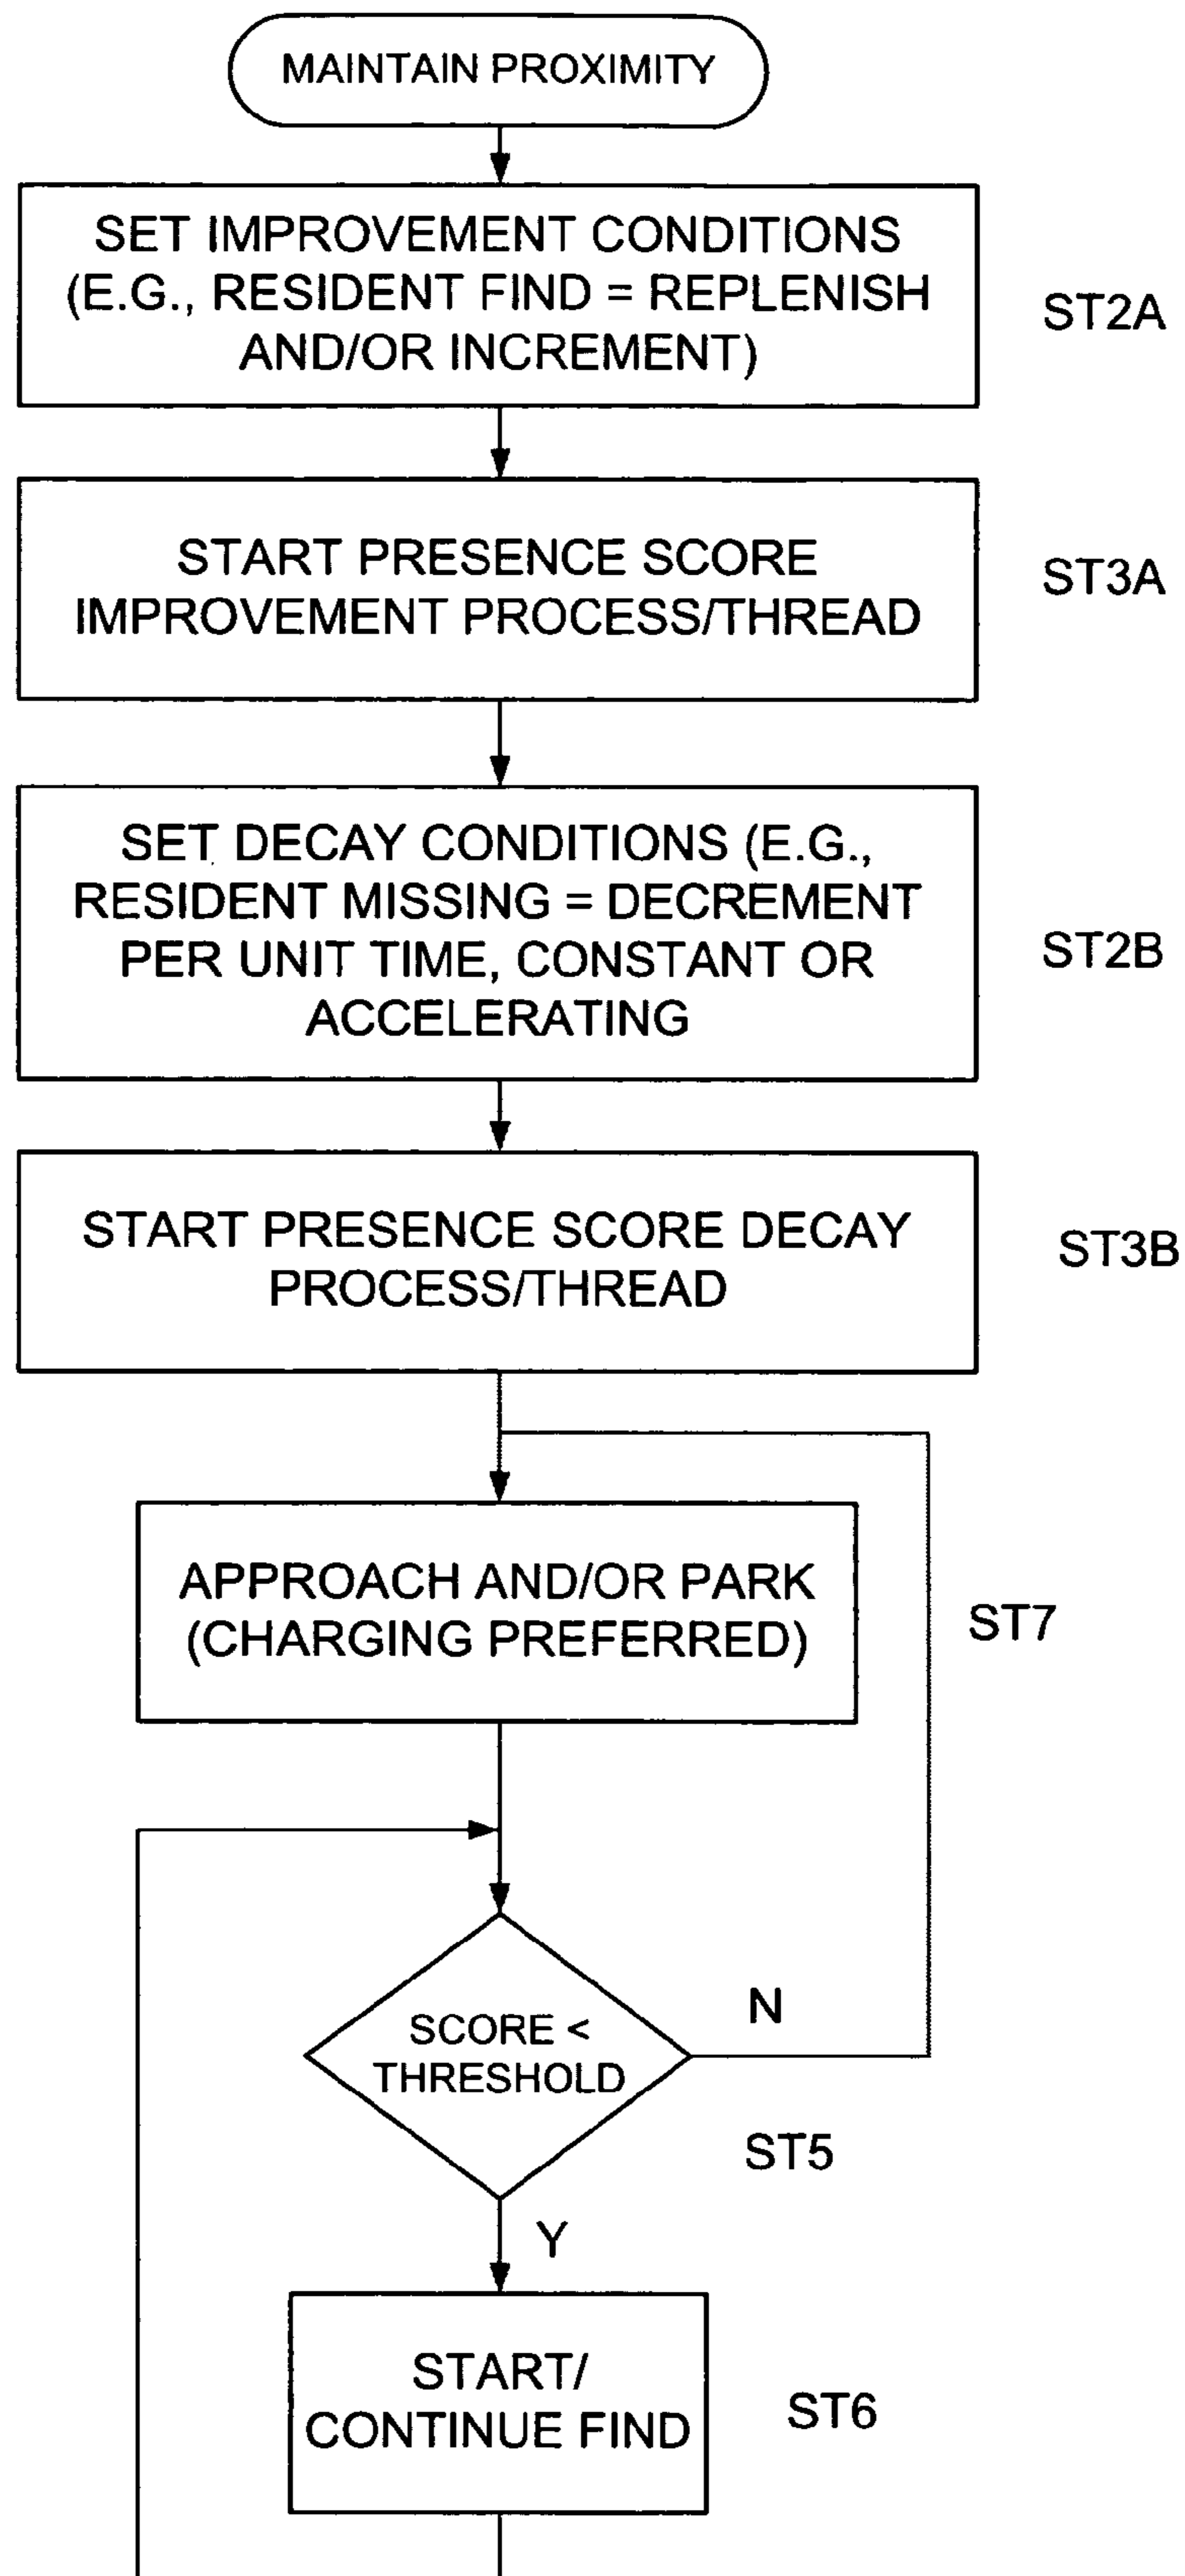 MAINTAIN PROXIMITY
SET IMPROVEMENT CONDITIONS
(E.G., RESIDENT FIND = REPLENISH
AND/OR INCREMENT)
ST2A
START PRESENCE SCORE
IMPROVEMENT PROCESS/THREAD
ST3A
SET DECAY CONDITIONS (E.G.,
RESIDENT MISSING = DECREMENT
PER UNIT TIME, CONSTANT OR
ACCELERATING
ST2B
START PRESENCE SCORE DECAY
PROCESS/THREAD
ST3B
APPROACH AND/OR PARK
(CHARGING PREFERRED)
ST7
SCORE <
THRESHOLD
N
ST5
Y
START/
CONTINUE FIND
ST6